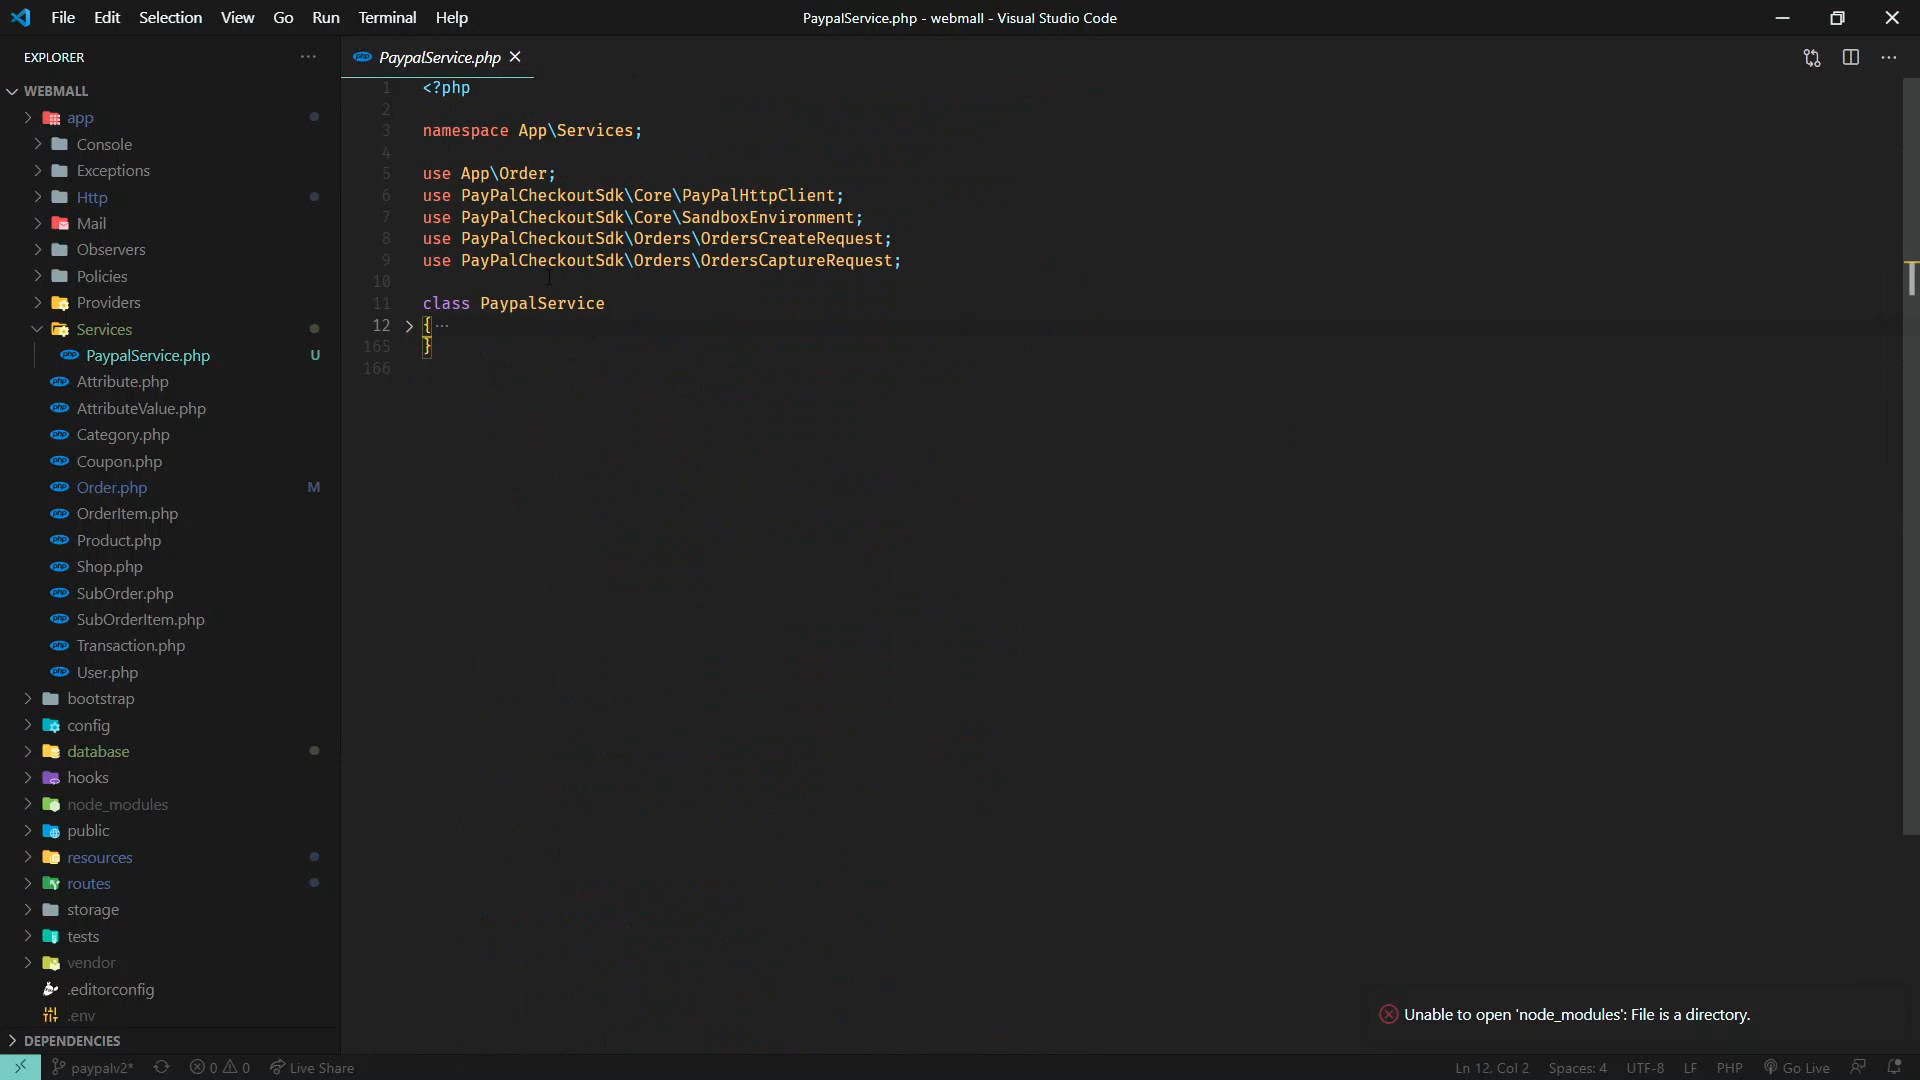 File Edit Selection View Go Run Terminal Help
PaypalService.php - webmall - Visual Studio Code
EXPLORER
PaypalService.php
WEBMALL
app
Console
Exceptions
Http
Mail
Observers
Policies
Providers
Services
PaypalService.php U
Attribute.php
AttributeValue.php
Category.php
Coupon.php
Order.php M
OrderItem.php
Product.php
Shop.php
SubOrder.php
SubOrderItem.php
Transaction.php
User.php
bootstrap
config
database
hooks
node_modules
public
resources
routes
storage
tests
vendor
.editorconfig
.env
DEPENDENCIES
1 <?php
2
3 namespace App\Services;
4
5 use App\Order;
6 use PayPalCheckoutSdk\Core\PayPalHttpClient;
7 use PayPalCheckoutSdk\Core\SandboxEnvironment;
8 use PayPalCheckoutSdk\Orders\OrdersCreateRequest;
9 use PayPalCheckoutSdk\Orders\OrdersCaptureRequest;
10
11 class PaypalService
12 { ...
165 }
166
Unable to open 'node_modules': File is a directory.
paypalv2* 0 0 Live Share
Ln 12, Col 2 Spaces: 4 UTF-8 LF PHP Go Live